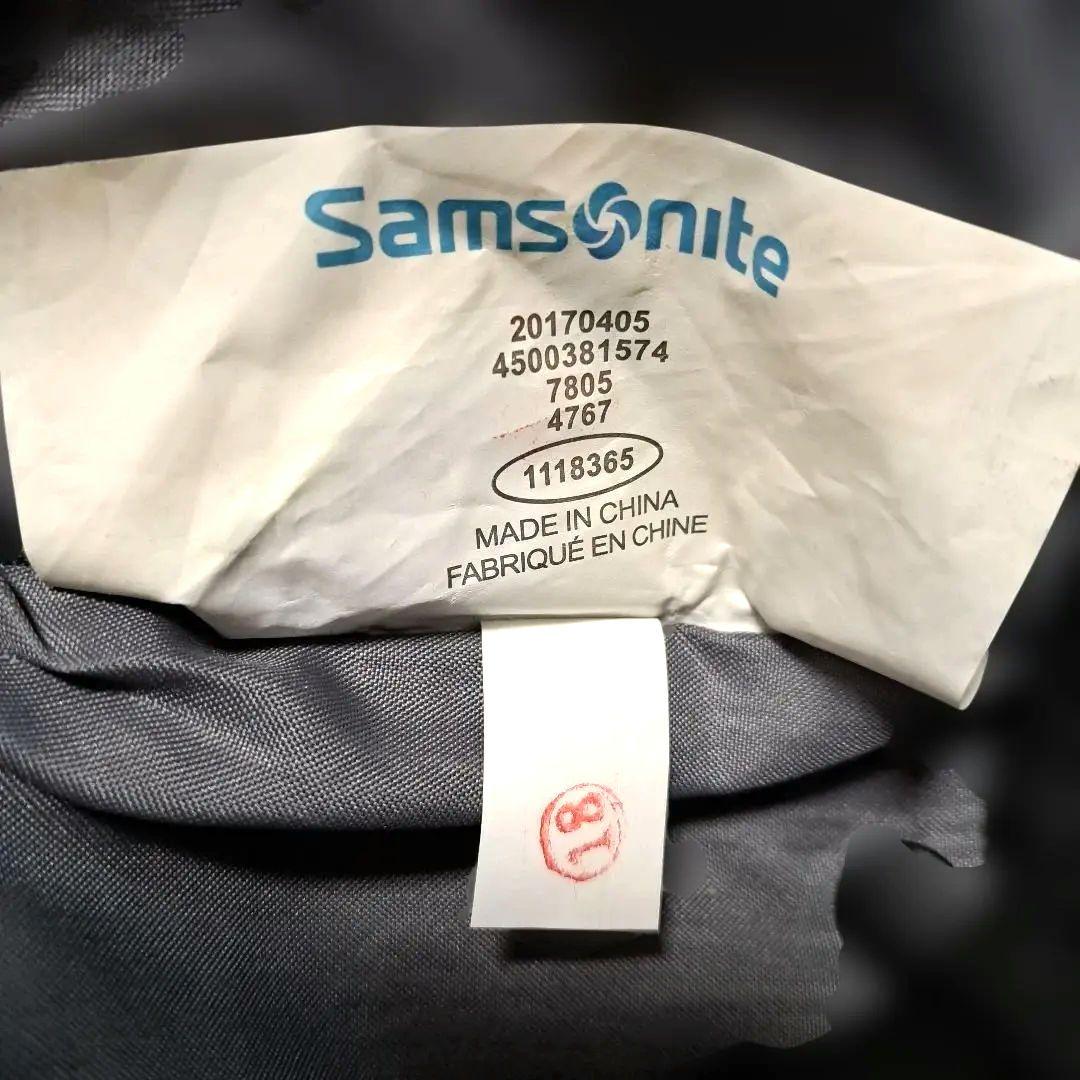 Samsonite
20170405
4500381574
7805
4767
1118365
MADE IN CHINA
FABRIQUÉ EN CHINE
18